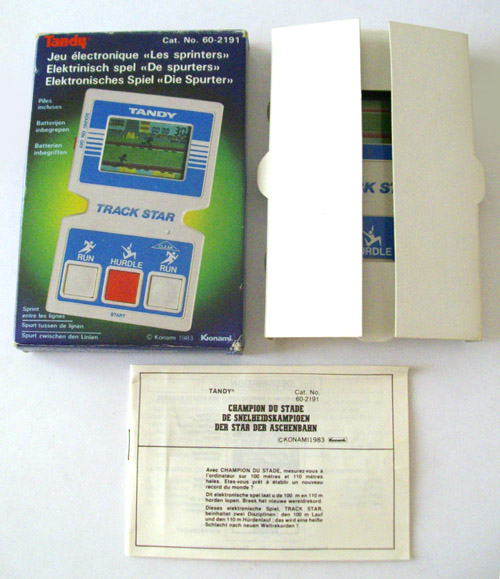 Tandy
Cat. No. 60-2191
Jeu électronique «Les sprinters»
Elektrinisch spel «De spurters»
Elektronisches Spiel «Die Spurter»
Piles
incluses
Batterijen
inbegrepen
Batterien
inbegriffen
TANDY
TRACK STAR
RUN
HURDLE
CLEAR
RUN
START
Sprint
entre les lignes
Spurt tussen de lijnen
Spurt zwischen den Linien
© Konami 1983
Konami
CK STAR
RDLE
TANDY®
Cat. No.
60-2191
CHAMPION DU STADE
DE SNELHEIDSKAMPIOEN
DER STAR DER ASCHENBAHN
©KONAMI1983 Konami
Avec CHAMPION DU STADE, mesurez-vous à
l'ordinateur sur 100 mètres et 110 mètres
haies. Etes-vous prêt à établir un nouveau
record du monde ?
Dit elektronische spel laat u de 100 m en 110 m
horden lopen. Breek het nieuwe wereldrekord.
Dieses elektronische Spiel, TRACK STAR,
beinhaltet zwei Disziplinen : den 100 m Lauf
und den 110 m Hürdenlauf ; das wird eine heiße
Schlacht nach neuen Weltrekorden !